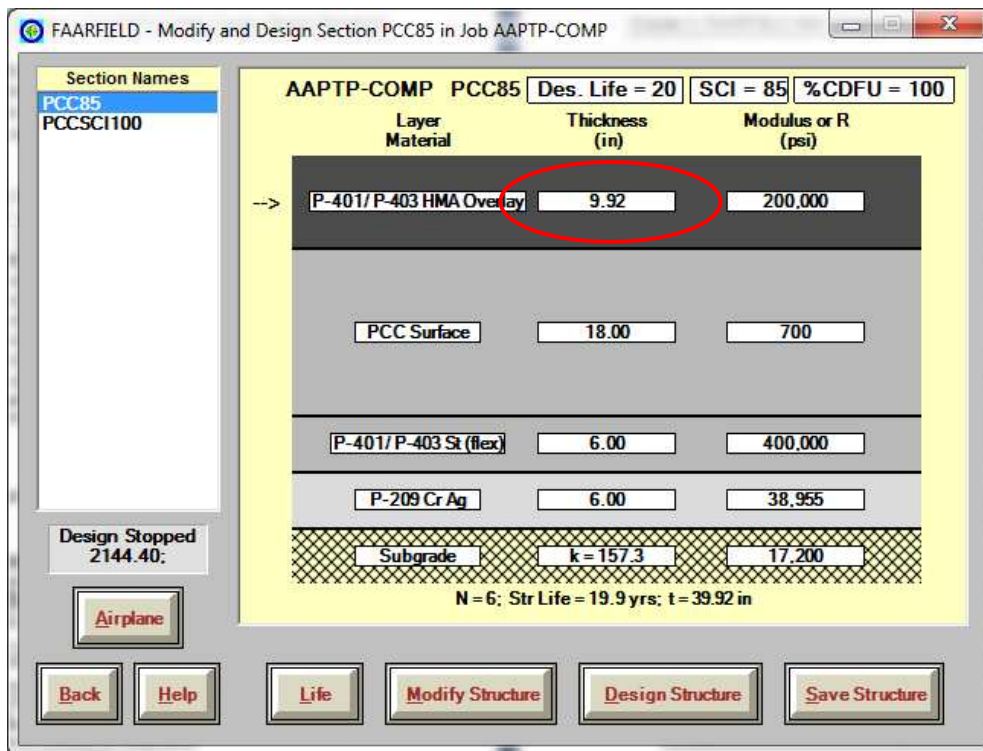 FAARFIELD - Modify and Design Section PCC85 in Job AAPTP-COMP
Section Names
PCC85
PCCSCI100
AAPTP-COMP PCC85 Des. Life = 20 SCI = 85 %CDFU = 100
Layer Material Thickness (in) Modulus or R (psi)
--> P-401/ P-403 HMA Overlay 9.92 200,000
PCC Surface 18.00 700
P-401/ P-403 St (flex) 6.00 400,000
P-209 Cr Ag 6.00 38,955
Subgrade k = 157.3 17,200
N = 6; Str Life = 19.9 yrs; t = 39.92 in
Design Stopped
2144.40;
Airplane
Back Help Life Modify Structure Design Structure Save Structure